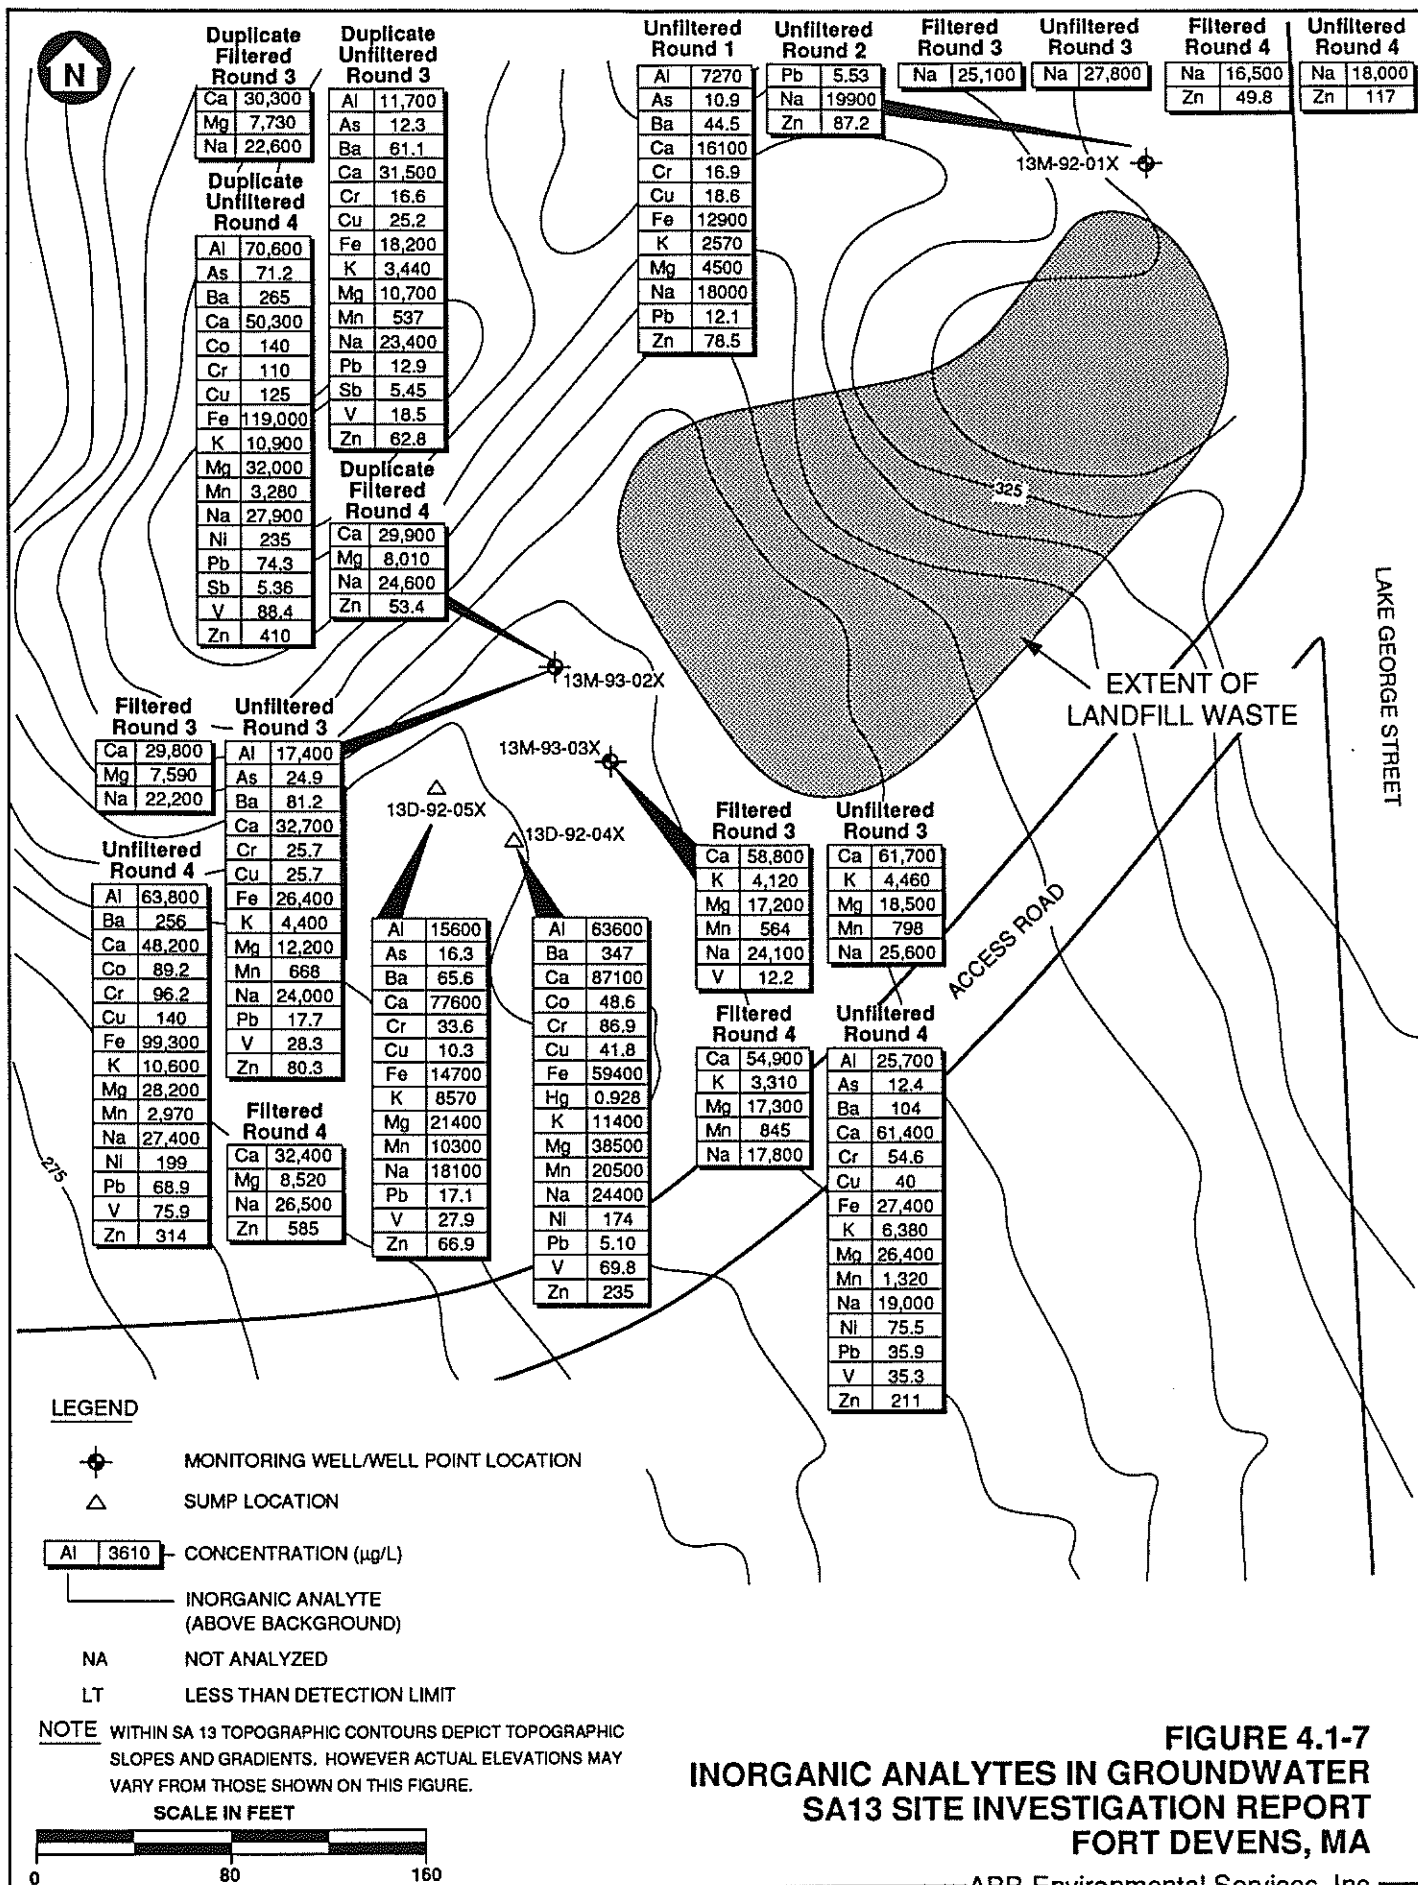 N
Duplicate
Filtered
Round 3
Ca 30,300
Mg 7,730
Na 22,600
Duplicate
Unfiltered
Round 4
Al 70,600
As 71.2
Ba 265
Ca 50,300
Co 140
Cr 110
Cu 125
Fe 119,000
K 10,900
Mg 32,000
Mn 3,280
Na 27,900
Ni 235
Pb 74.3
Sb 5.36
V 88.4
Zn 410
Duplicate
Unfiltered
Round 3
Al 11,700
As 12.3
Ba 61.1
Ca 31,500
Cr 16.6
Cu 25.2
Fe 18,200
K 3,440
Mg 10,700
Mn 537
Na 23,400
Pb 12.9
Sb 5.45
V 18.5
Zn 62.8
Duplicate
Filtered
Round 4
Ca 29,900
Mg 8,010
Na 24,600
Zn 53.4
Unfiltered
Round 1
Al 7270
As 10.9
Ba 44.5
Ca 16100
Cr 16.9
Cu 18.6
Fe 12900
K 2570
Mg 4500
Na 18000
Pb 12.1
Zn 78.5
Unfiltered
Round 2
Pb 5.53
Na 19900
Zn 87.2
Filtered
Round 3
Na 25,100
Unfiltered
Round 3
Na 27,800
Filtered
Round 4
Na 16,500
Zn 49.8
Unfiltered
Round 4
Na 18,000
Zn 117
13M-92-01X
325
LAKE GEORGE STREET
EXTENT OF
LANDFILL WASTE
13M-93-02X
13M-93-03X
13D-92-05X
13D-92-04X
ACCESS ROAD
275
Filtered
Round 3
Ca 29,800
Mg 7,590
Na 22,200
Unfiltered
Round 3
Al 17,400
As 24.9
Ba 81.2
Ca 32,700
Cr 25.7
Cu 25.7
Fe 26,400
K 4,400
Mg 12,200
Mn 668
Na 24,000
Pb 17.7
V 28.3
Zn 80.3
Unfiltered
Round 4
Al 63,800
Ba 256
Ca 48,200
Co 89.2
Cr 96.2
Cu 140
Fe 99,300
K 10,600
Mg 28,200
Mn 2,970
Na 27,400
Ni 199
Pb 68.9
V 75.9
Zn 314
Filtered
Round 4
Ca 32,400
Mg 8,520
Na 26,500
Zn 585
Al 15600
As 16.3
Ba 65.6
Ca 77600
Cr 33.6
Cu 10.3
Fe 14700
K 8570
Mg 21400
Mn 10300
Na 18100
Pb 17.1
V 27.9
Zn 66.9
Al 63600
Ba 347
Ca 87100
Co 48.6
Cr 86.9
Cu 41.8
Fe 59400
Hg 0.928
K 11400
Mg 38500
Mn 20500
Na 24400
Ni 174
Pb 5.10
V 69.8
Zn 235
Filtered
Round 3
Ca 58,800
K 4,120
Mg 17,200
Mn 564
Na 24,100
V 12.2
Unfiltered
Round 3
Ca 61,700
K 4,460
Mg 18,500
Mn 798
Na 25,600
Filtered
Round 4
Ca 54,900
K 3,310
Mg 17,300
Mn 845
Na 17,800
Unfiltered
Round 4
Al 25,700
As 12.4
Ba 104
Ca 61,400
Cr 54.6
Cu 40
Fe 27,400
K 6,380
Mg 26,400
Mn 1,320
Na 19,000
Ni 75.5
Pb 35.9
V 35.3
Zn 211
LEGEND
MONITORING WELL/WELL POINT LOCATION
SUMP LOCATION
Al 3610 CONCENTRATION (µg/L)
INORGANIC ANALYTE
(ABOVE BACKGROUND)
NA NOT ANALYZED
LT LESS THAN DETECTION LIMIT
NOTE WITHIN SA 13 TOPOGRAPHIC CONTOURS DEPICT TOPOGRAPHIC
SLOPES AND GRADIENTS. HOWEVER ACTUAL ELEVATIONS MAY
VARY FROM THOSE SHOWN ON THIS FIGURE.
SCALE IN FEET
0 80 160
FIGURE 4.1-7
INORGANIC ANALYTES IN GROUNDWATER
SA13 SITE INVESTIGATION REPORT
FORT DEVENS, MA
ABB Environmental Services, Inc